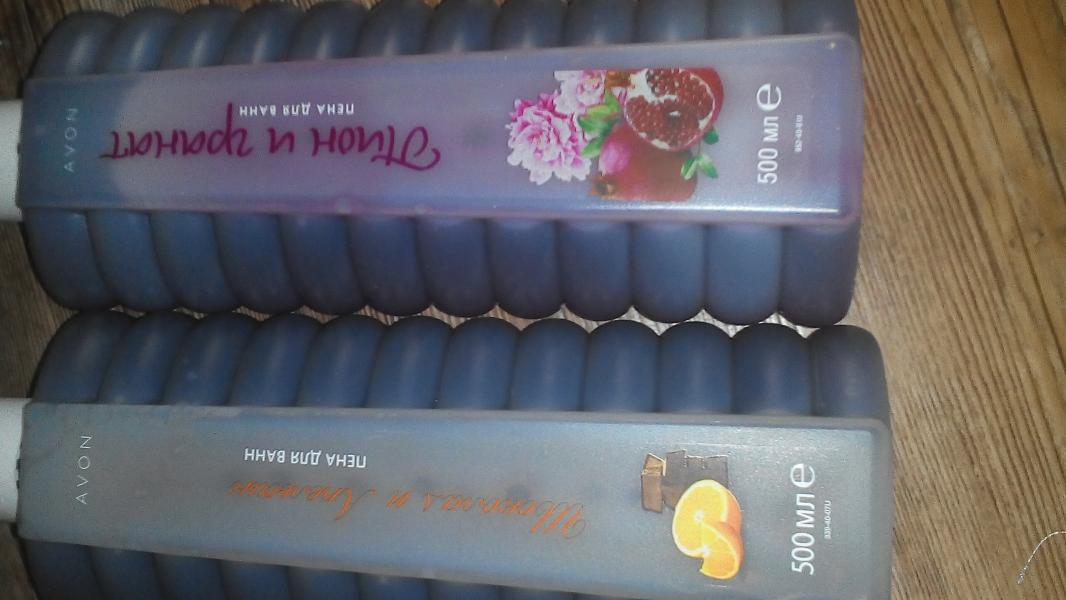 AVON
Пион и гранат
ПЕНА ДЛЯ ВАНН
500 МЛ e
AVON
Шоколад и Апельсин
ПЕНА ДЛЯ ВАНН
500 МЛ e